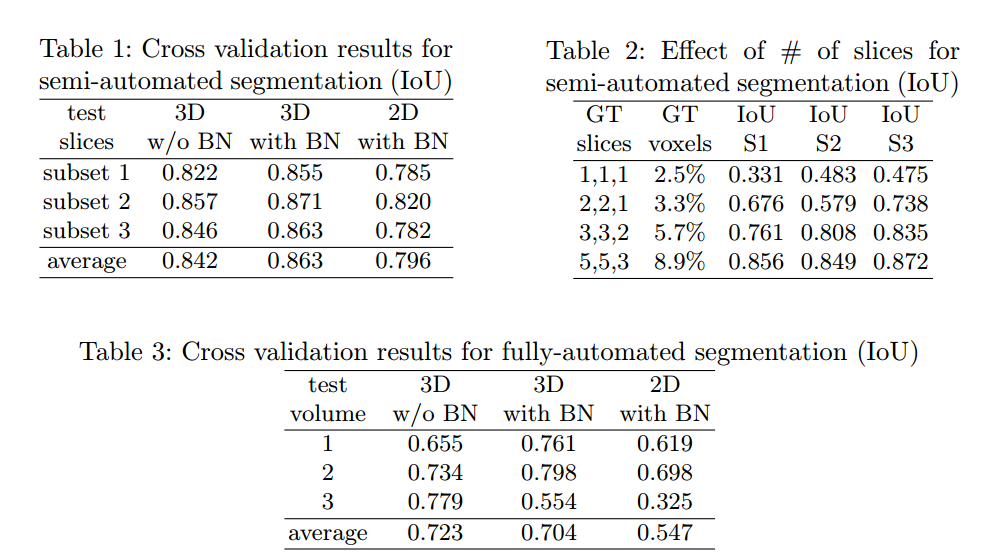 Table 1: Cross validation results for
semi-automated segmentation (IoU)
test 3D 3D 2D
slices w/o BN with BN with BN
subset 1 0.822 0.855 0.785
subset 2 0.857 0.871 0.820
subset 3 0.846 0.863 0.782
average 0.842 0.863 0.796
Table 2: Effect of # of slices for
semi-automated segmentation (IoU)
GT GT IoU IoU IoU
slices voxels S1 S2 S3
1,1,1 2.5% 0.331 0.483 0.475
2,2,1 3.3% 0.676 0.579 0.738
3,3,2 5.7% 0.761 0.808 0.835
5,5,3 8.9% 0.856 0.849 0.872
Table 3: Cross validation results for fully-automated segmentation (IoU)
test 3D 3D 2D
volume w/o BN with BN with BN
1 0.655 0.761 0.619
2 0.734 0.798 0.698
3 0.779 0.554 0.325
average 0.723 0.704 0.547